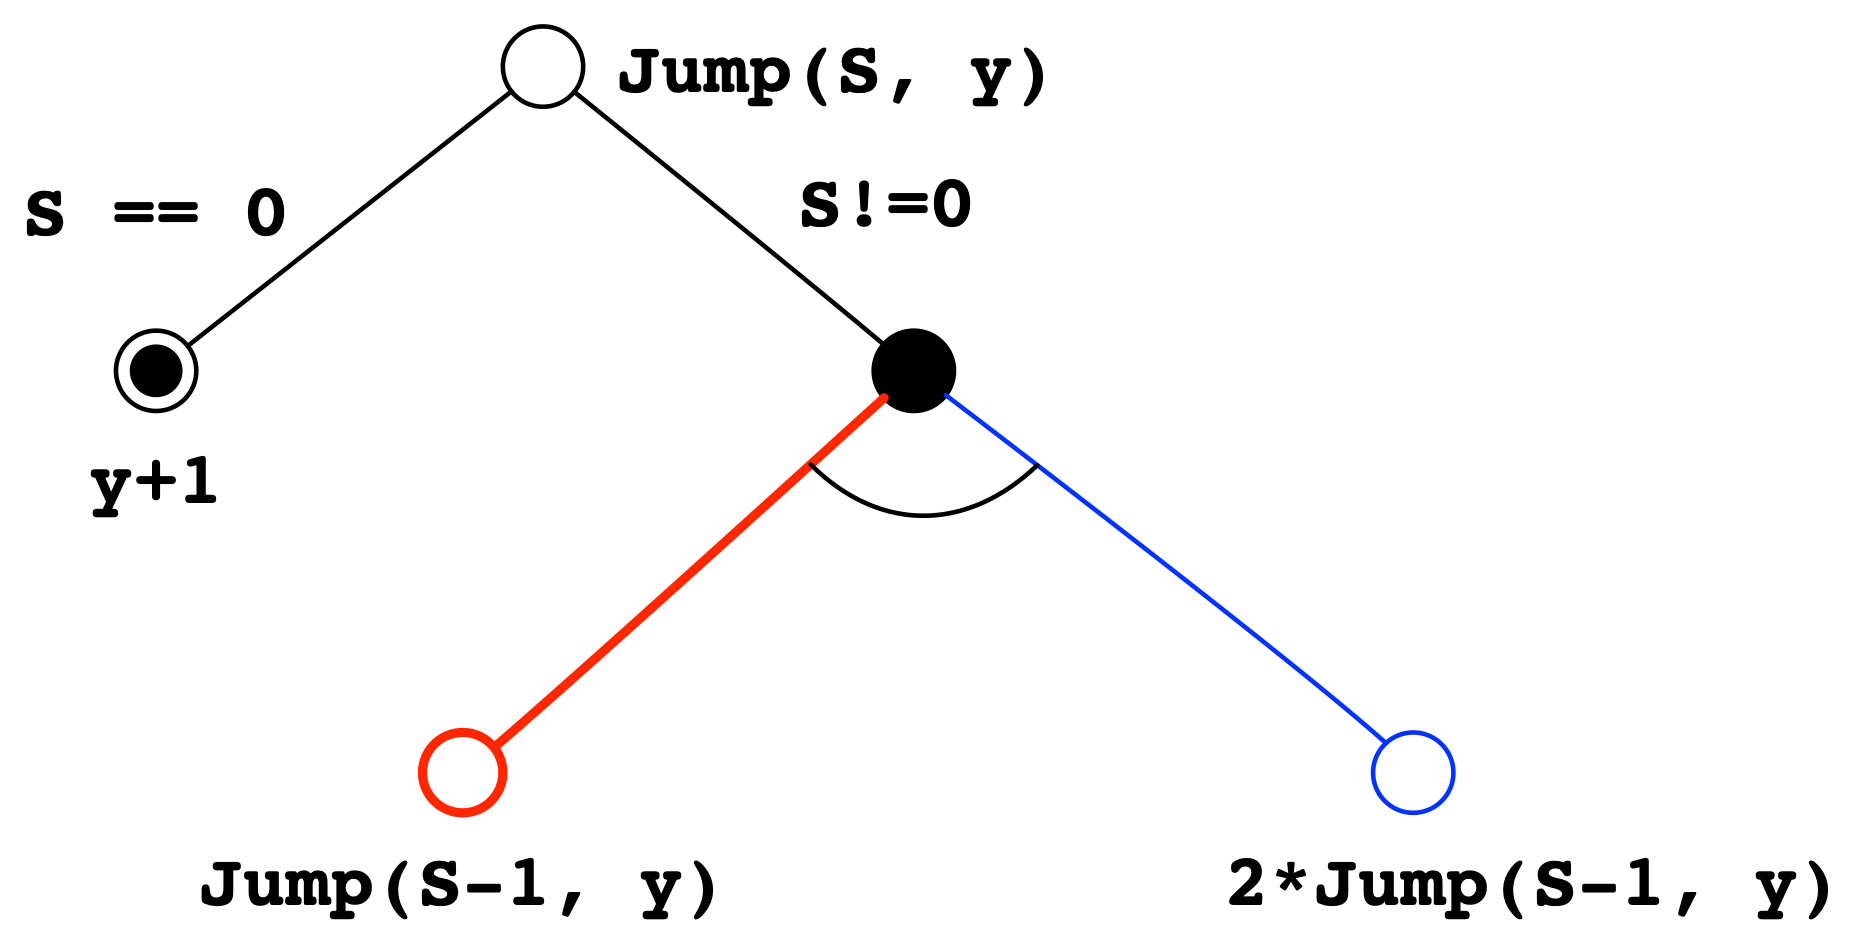 Jump(S, y)
S == 0
S!=0
y+1
Jump(S-1, y)
2*Jump(S-1, y)